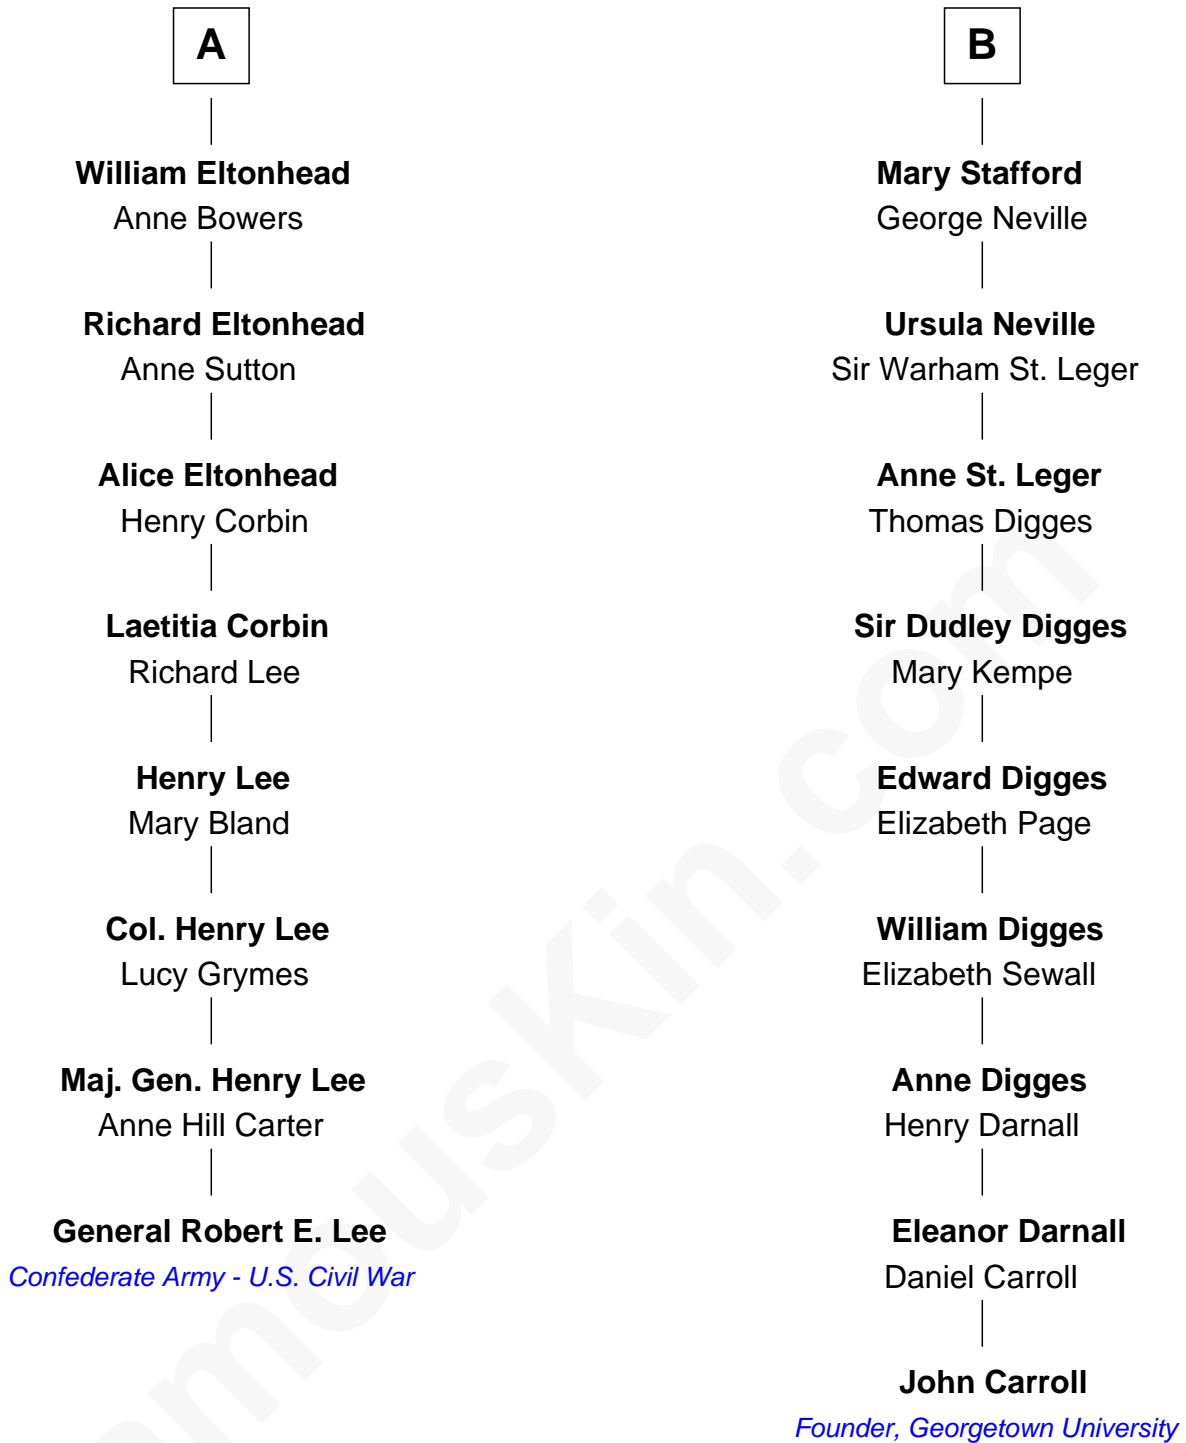 A
William Eltonhead
Anne Bowers
Richard Eltonhead
Anne Sutton
Alice Eltonhead
Henry Corbin
Laetitia Corbin
Richard Lee
Henry Lee
Mary Bland
Col. Henry Lee
Lucy Grymes
Maj. Gen. Henry Lee
Anne Hill Carter
General Robert E. Lee
Confederate Army - U.S. Civil War
B
Mary Stafford
George Neville
Ursula Neville
Sir Warham St. Leger
Anne St. Leger
Thomas Digges
Sir Dudley Digges
Mary Kempe
Edward Digges
Elizabeth Page
William Digges
Elizabeth Sewall
Anne Digges
Henry Darnall
Eleanor Darnall
Daniel Carroll
John Carroll
Founder, Georgetown University
amouskin.com